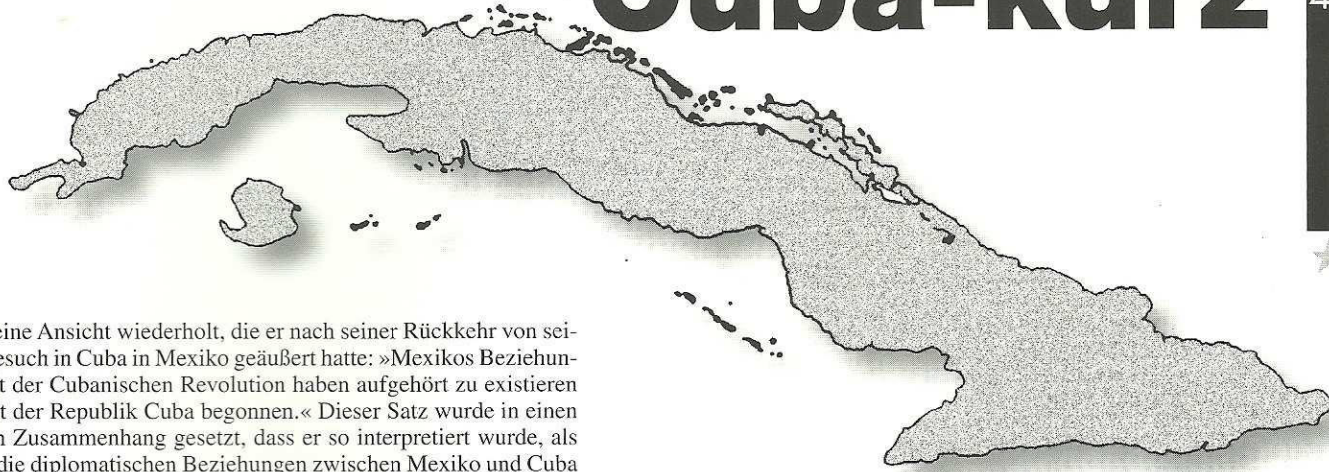 Cuba-kurz
eine Ansicht wiederholt, die er nach seiner Rückkehr von sei-
esuch in Cuba in Mexiko geäußert hatte: »Mexikos Beziehun-
t der Cubanischen Revolution haben aufgehört zu existieren
t der Republik Cuba begonnen.« Dieser Satz wurde in einen
n Zusammenhang gesetzt, dass er so interpretiert wurde, als
die diplomatischen Beziehungen zwischen Mexiko und Cuba